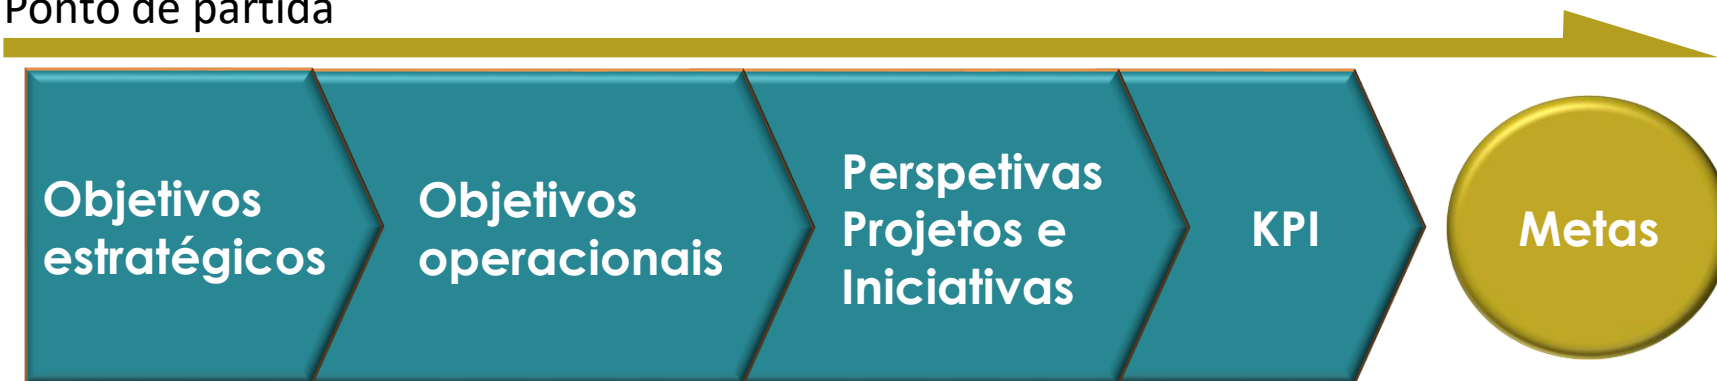 Ponto de partida
Objetivos
estratégicos
Objetivos
operacionais
Perspetivas
Projetos e
Iniciativas
KPI
Metas